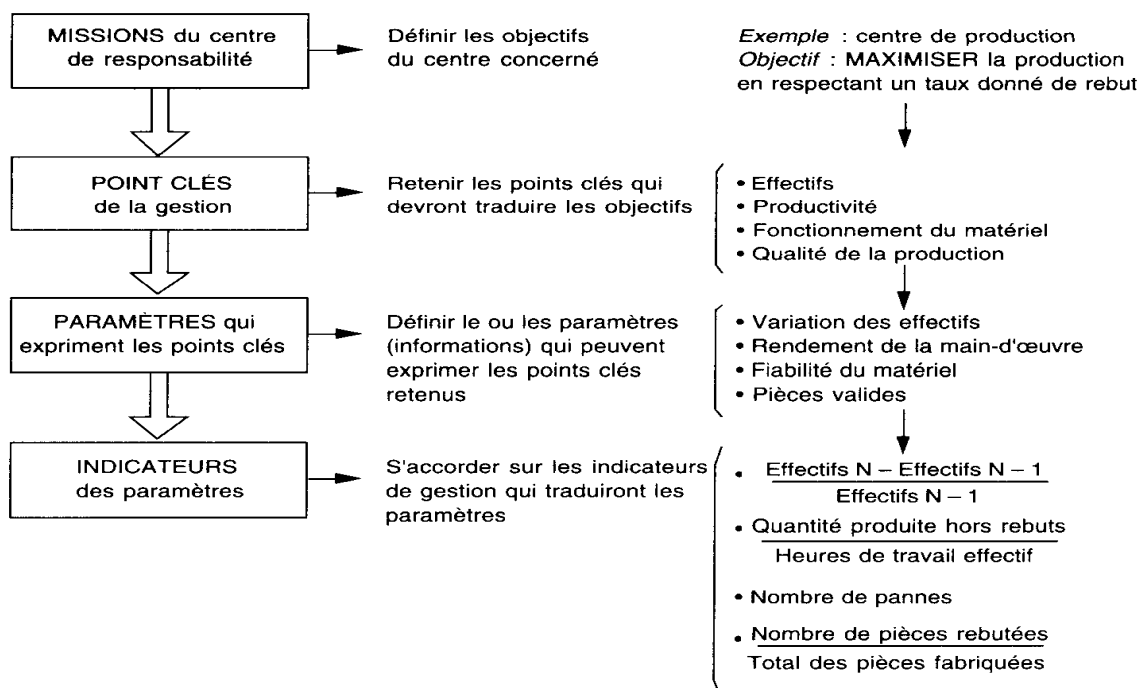 MISSIONS du centre
de responsabilité
Définir les objectifs
du centre concerné
Exemple : centre de production
Objectif : MAXIMISER la production
en respectant un taux donné de rebut
POINT CLÉS
de la gestion
Retenir les points clés qui
devront traduire les objectifs
• Effectifs
• Productivité
• Fonctionnement du matériel
• Qualité de la production
PARAMÈTRES qui
expriment les points clés
Définir le ou les paramètres
(informations) qui peuvent
exprimer les points clés
retenus
• Variation des effectifs
• Rendement de la main-d'œuvre
• Fiabilité du matériel
• Pièces valides
INDICATEURS
des paramètres
S'accorder sur les indicateurs
de gestion qui traduiront les
paramètres
• Effectifs N – Effectifs N – 1
Effectifs N – 1
• Quantité produite hors rebuts
Heures de travail effectif
• Nombre de pannes
• Nombre de pièces rebutées
Total des pièces fabriquées